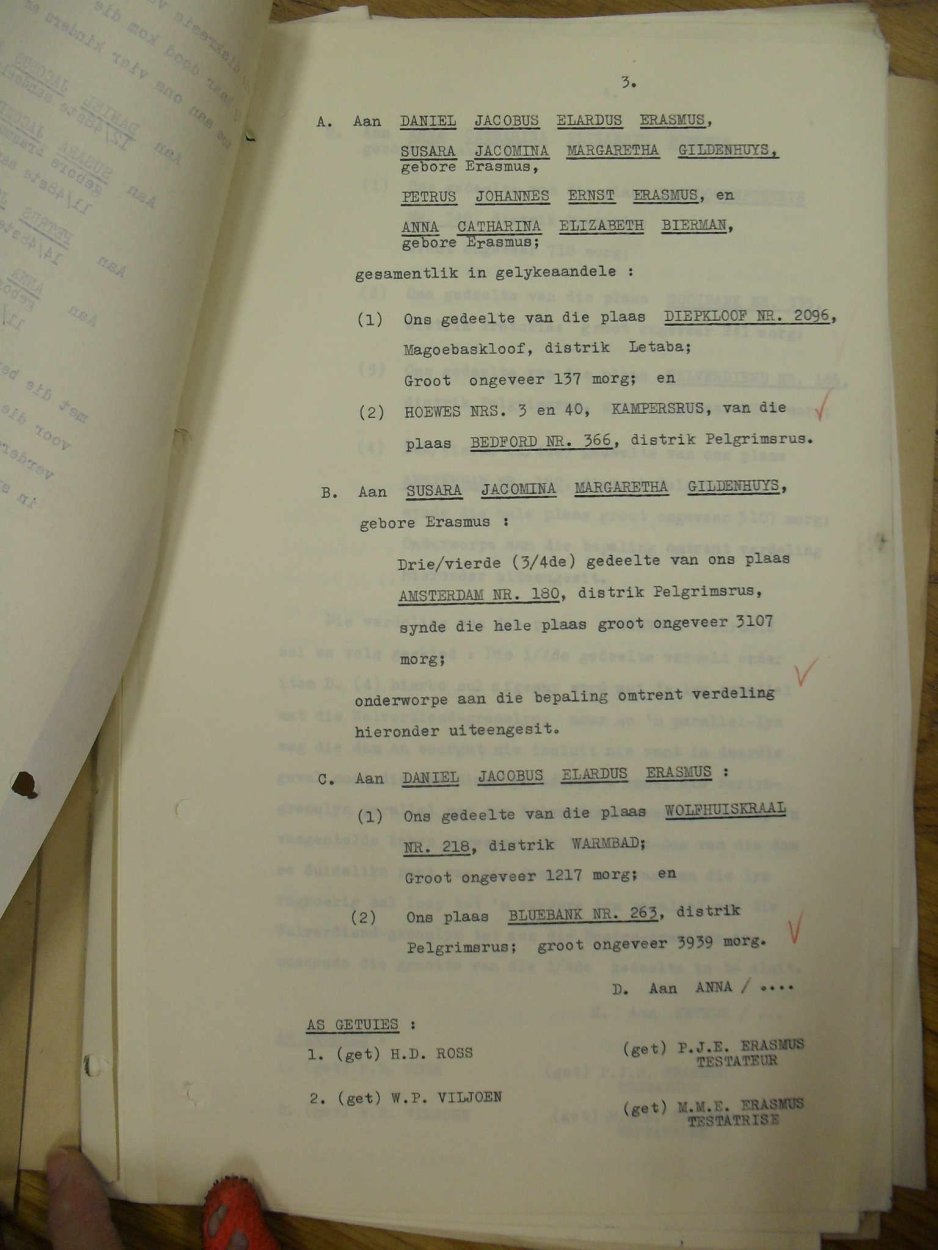 3.
A. Aan DANIEL JACOBUS ELARDUS ERASMUS,
SUSARA JACOMINA MARGARETHA GILDENHUYS,
gebore Erasmus,
PETRUS JOHANNES ERNST ERASMUS, en
ANNA CATHARINA ELIZABETH BIERMAN,
gebore Erasmus;
gesamentlik in gelykeaandele :
(1) Ons gedeelte van die plaas DIEPKLOOF NR. 2096,
Magoebaskloof, distrik Letaba;
Groot ongeveer 137 morg; en
(2) HOEWES NRS. 3 en 40, KAMPERSRUS, van die
plaas BEDFORD NR. 366, distrik Pelgrimsrus.
B. Aan SUSARA JACOMINA MARGARETHA GILDENHUYS,
gebore Erasmus :
Drie/vierde (3/4de) gedeelte van ons plaas
AMSTERDAM NR. 180, distrik Pelgrimsrus,
synde die hele plaas groot ongeveer 3107
morg;
onderworpe aan die bepaling omtrent verdeling
hieronder uiteengesit.
C. Aan DANIEL JACOBUS ELARDUS ERASMUS :
(1) Ons gedeelte van die plaas WOLFHUISKRAAL
NR. 218, distrik WARMBAD;
Groot ongeveer 1217 morg; en
(2) Ons plaas BLUEBANK NR. 263, distrik
Pelgrimsrus; groot ongeveer 3939 morg.
D. Aan ANNA / ....
AS GETUIES :
1. (get) H.D. ROSS
(get) P.J.E. ERASMUS
TESTATEUR
2. (get) W.P. VILJOEN
(get) M.M.E. ERASMUS
TESTATRISE